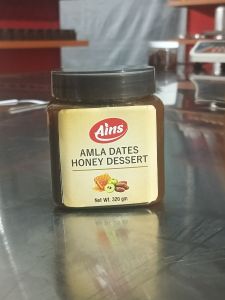 Ains
AMLA DATES
HONEY DESSERT
Net Wt. 320 gm